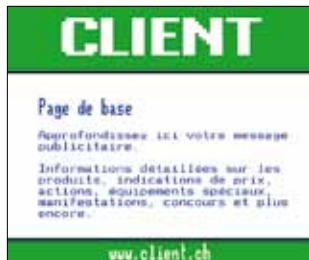 CLIENT
Page de base
Approfondissez ici votre message
publicitaire.
Informations détaillées sur les
produits, indications de prix,
actions, équipements spéciaux,
manifestations, concours et plus
encore.
www.client.ch